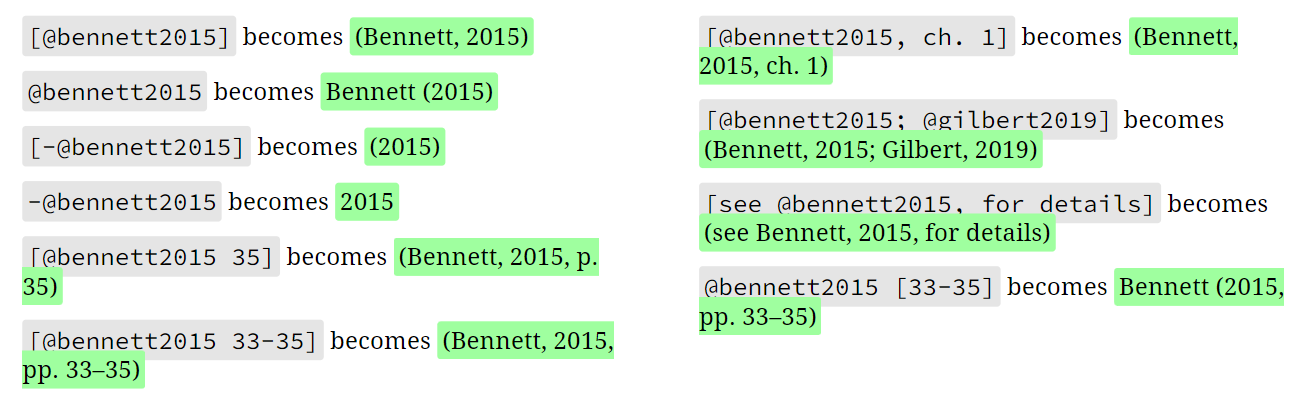 [@bennett2015] becomes (Bennett, 2015)
@bennett2015 becomes Bennett (2015)
[-@bennett2015] becomes (2015)
-@bennett2015 becomes 2015
[@bennett2015 35] becomes (Bennett, 2015, p.
35)
[@bennett2015 33-35] becomes (Bennett, 2015,
pp. 33–35)
[@bennett2015, ch. 1] becomes (Bennett,
2015, ch. 1)
[@bennett2015; @gilbert2019] becomes
(Bennett, 2015; Gilbert, 2019)
[see @bennett2015, for details] becomes
(see Bennett, 2015, for details)
@bennett2015 [33-35] becomes Bennett (2015,
pp. 33–35)